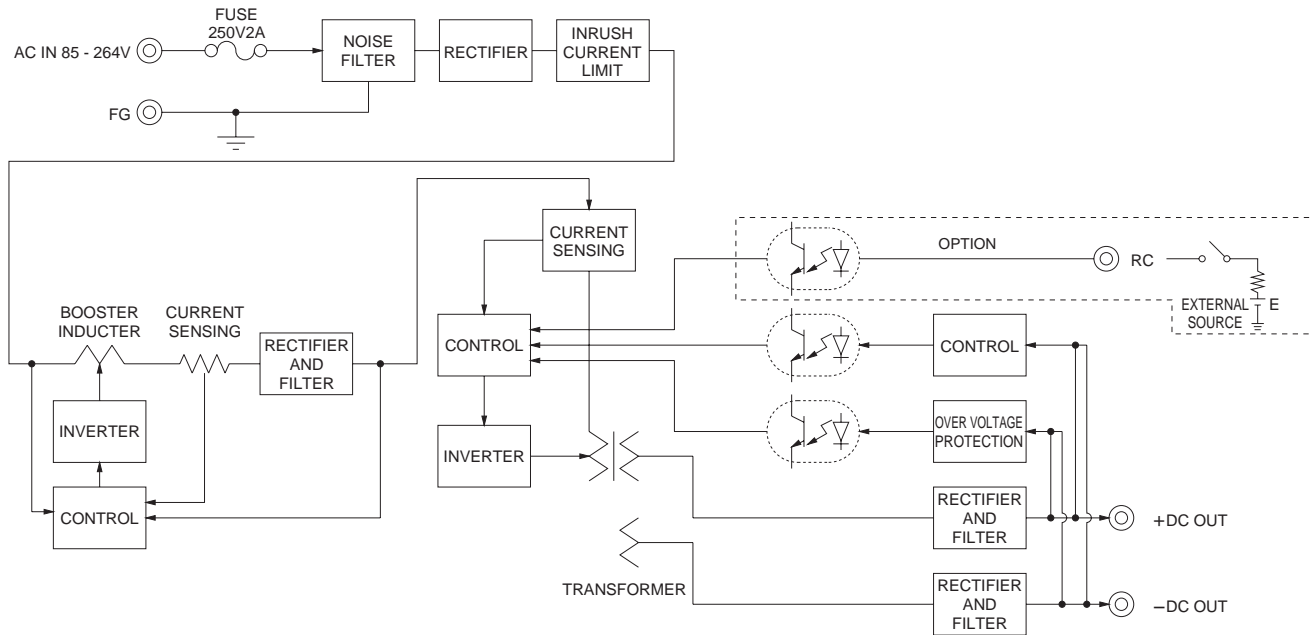 FUSE
250V2A
AC IN 85 - 264V
NOISE
FILTER
RECTIFIER
INRUSH
CURRENT
LIMIT
FG
CURRENT
SENSING
OPTION
RC
EXTERNAL
SOURCE
E
BOOSTER
INDUCTER
CURRENT
SENSING
RECTIFIER
AND
FILTER
CONTROL
CONTROL
INVERTER
OVER VOLTAGE
PROTECTION
INVERTER
CONTROL
RECTIFIER
AND
FILTER
+DC OUT
TRANSFORMER
RECTIFIER
AND
FILTER
–DC OUT